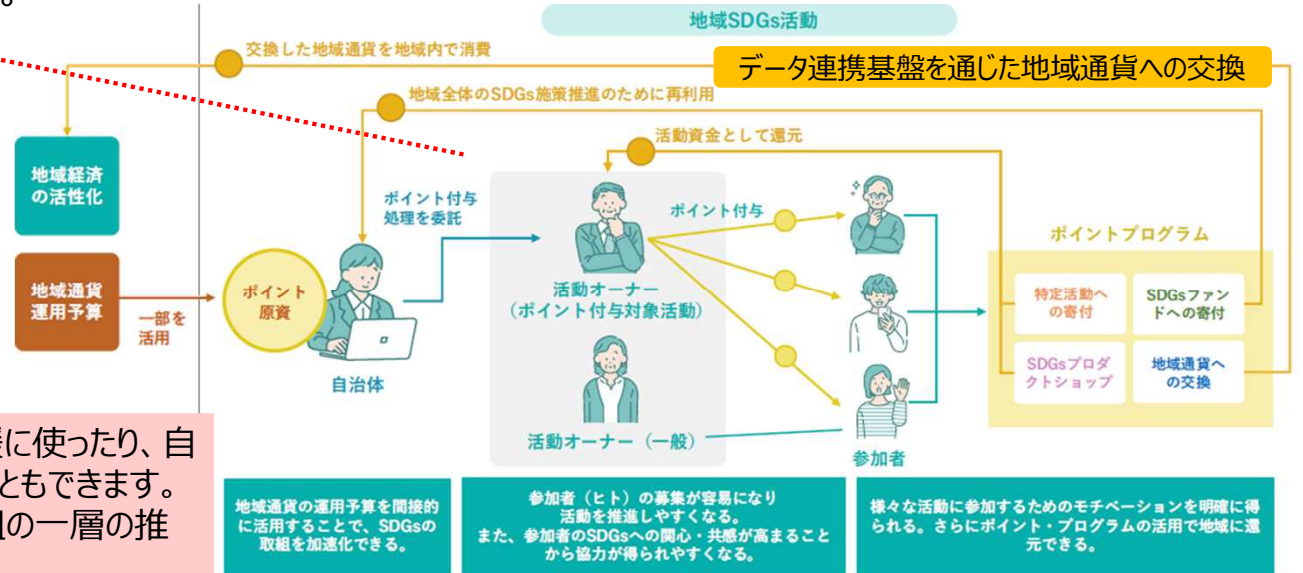 。
地域SDGs活動
交換した地域通貨を地域内で消費
データ連携基盤を通じた地域通貨への交換
地域全体のSDGs施策推進のために再利用
活動資金として還元
地域経済
の活性化
ポイント付与
処理を委託
ポイント付与
ポイントプログラム
地域通貨
運用予算
一部を
活用
ポイント
原資
自治体
活動オーナー
(ポイント付与対象活動)
活動オーナー(一般)
参加者
特定活動へ
の寄付
SDGsファン
ドへの寄付
SDGsプロダ
クトショップ
地域通貨へ
の交換
に使ったり、自
ともできます。
の一層の推
地域通貨の運用予算を間接的
に活用することで、SDGsの
取組を加速化できる。
参加者(ヒト)の募集が容易になり
活動を推進しやすくなる。
また、参加者のSDGsへの関心・共感が高まること
から協力が得られやすくなる。
様々な活動に参加するためのモチベーションを明確に得
られる。さらにポイント・プログラムの活用で地域に還
元できる。